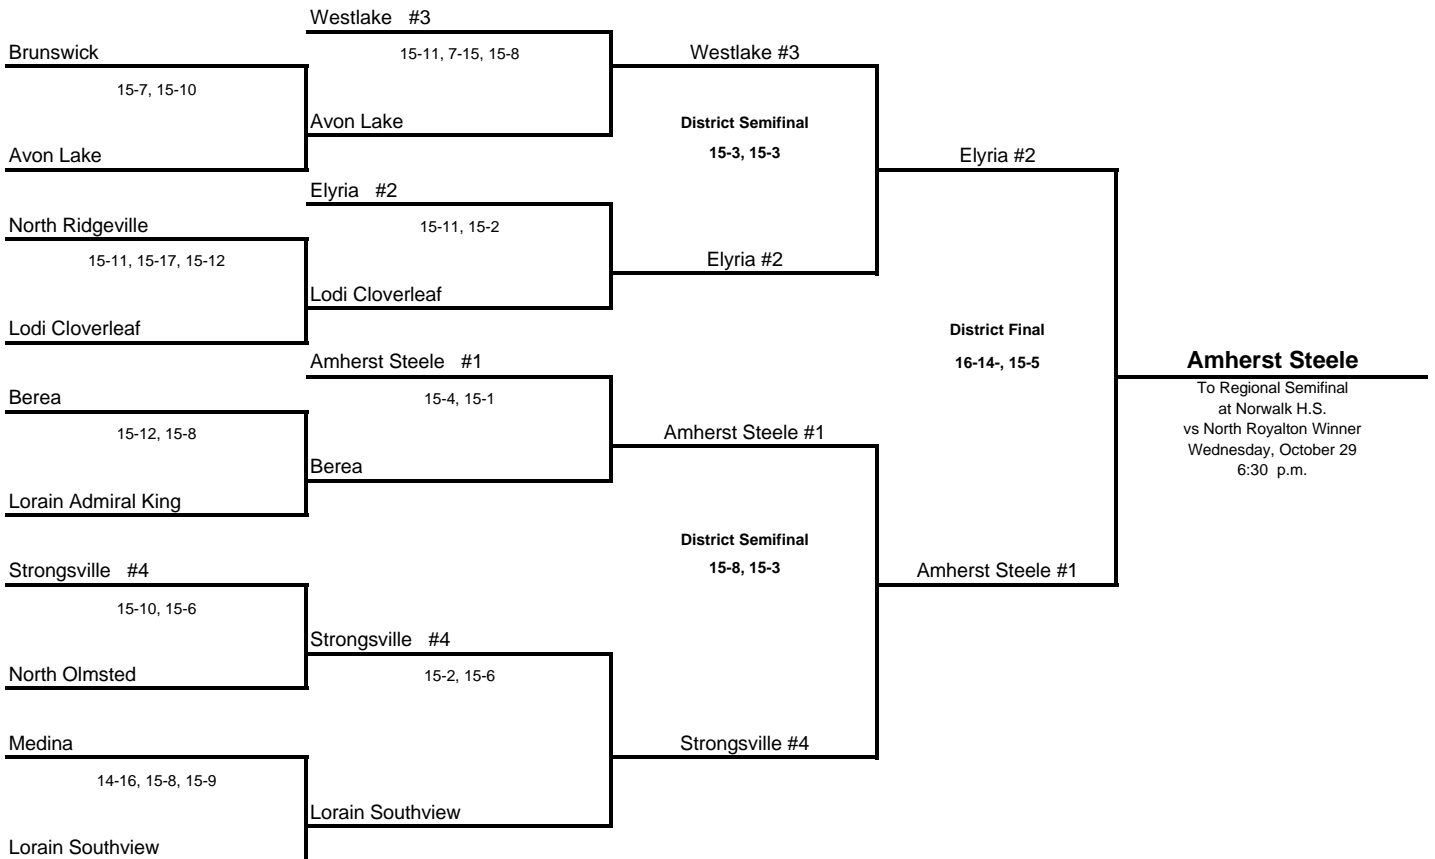 Westlake #3
Brunswick
15-11, 7-15, 15-8
Westlake #3
15-7, 15-10
Avon Lake
District Semifinal
Avon Lake
15-3, 15-3
Elyria #2
Elyria #2
North Ridgeville
15-11, 15-2
15-11, 15-17, 15-12
Elyria #2
Lodi Cloverleaf
Lodi Cloverleaf
District Final
Amherst Steele #1
16-14-, 15-5
Amherst Steele
To Regional Semifinal
at Norwalk H.S.
vs North Royalton Winner
Wednesday, October 29
6:30 p.m.
Berea
15-4, 15-1
15-12, 15-8
Amherst Steele #1
Berea
Lorain Admiral King
District Semifinal
Strongsville #4
15-8, 15-3
Amherst Steele #1
15-10, 15-6
Strongsville #4
North Olmsted
15-2, 15-6
Medina
Strongsville #4
14-16, 15-8, 15-9
Lorain Southview
Lorain Southview